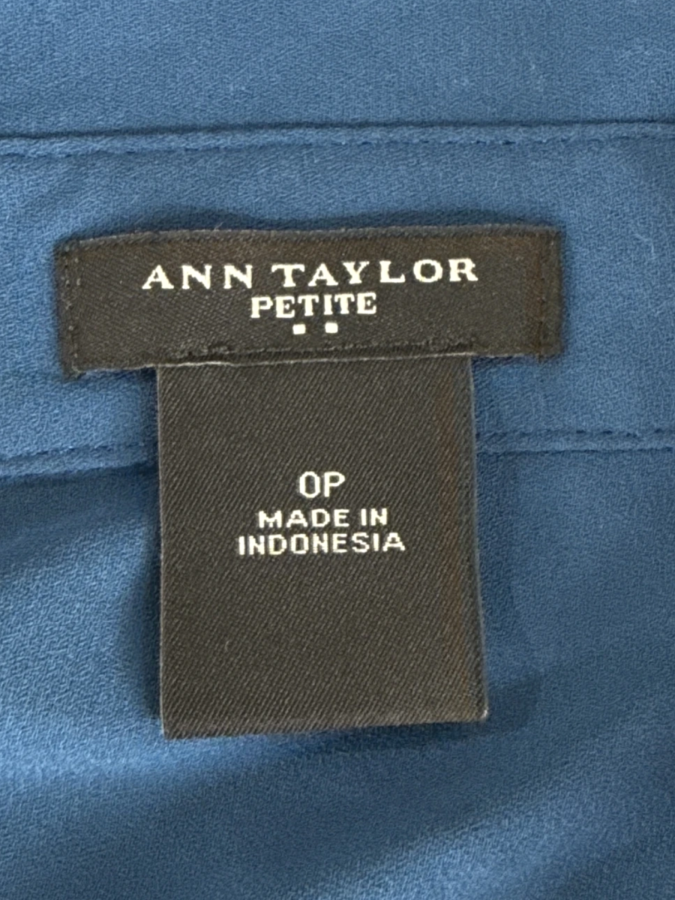 ANN TAYLOR
PETITE
0P
MADE IN
INDONESIA